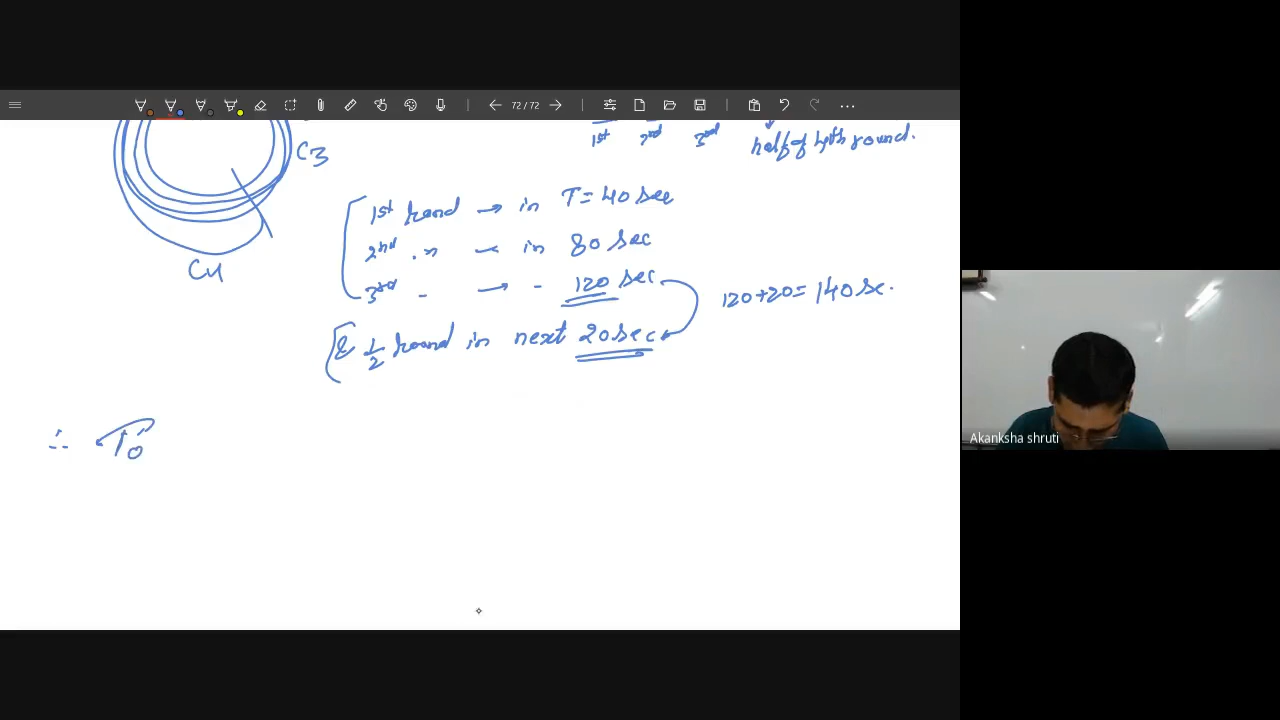 72/72
1st 2nd 3rd half of 4th round.
C3
C4
1st round → in T = 40 sec
2nd in 80 sec
3rd - → - 120 sec
120+20= 140 sec.
& 1/2 round in next 20 sec
∴ To
Akanksha shruti